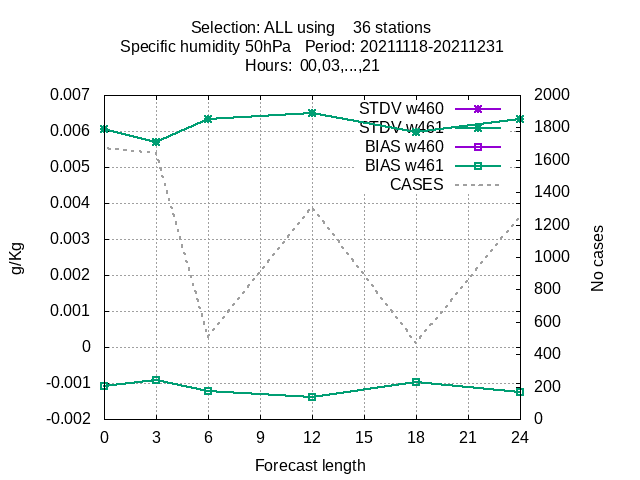 Selection: ALL using    36 stations
Specific humidity 50hPa   Period: 20211118-20211231
Hours:  00,03,...,21
0.007
0.006
0.005
0.004
0.003
0.002
0.001
0
-0.001
-0.002
g/Kg
STDV w460
STDV w461
BIAS w460
BIAS w461
CASES
2000
1800
1600
1400
1200
1000
800
600
400
200
0
No cases
0 3 6 9 12 15 18 21 24
Forecast length